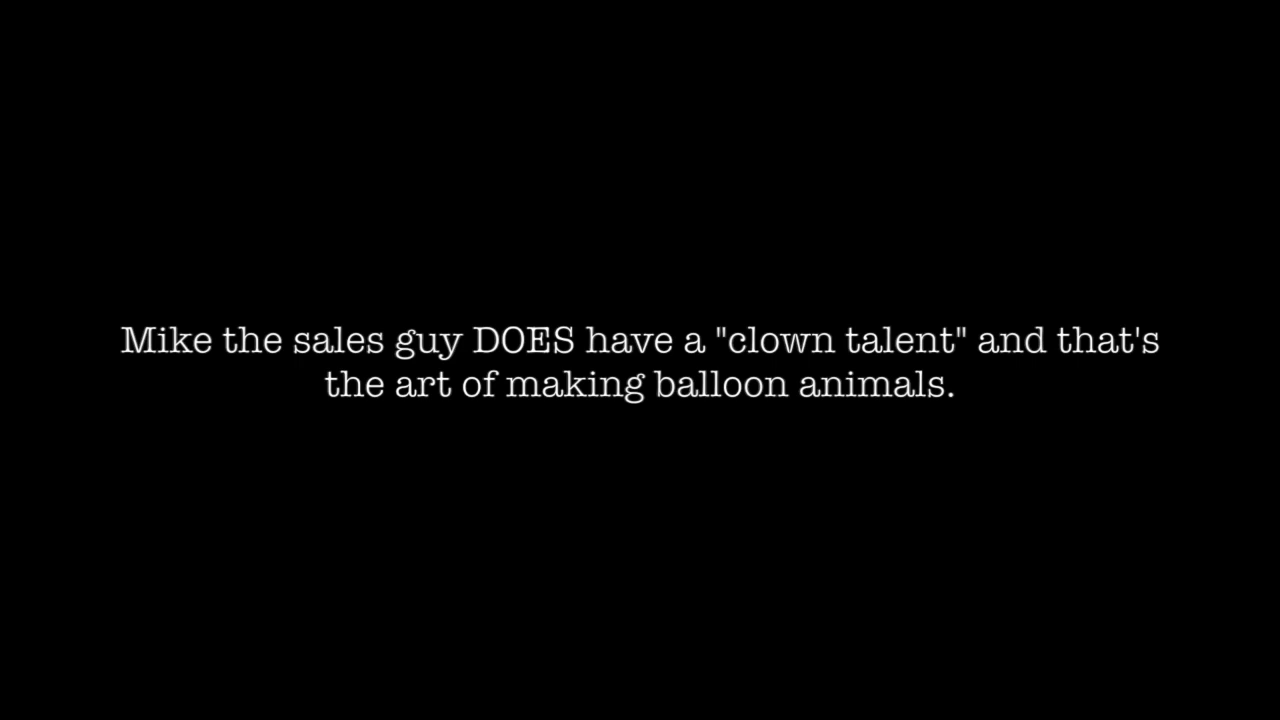 Mike the sales guy DOES have a "clown talent" and that's
the art of making balloon animals.